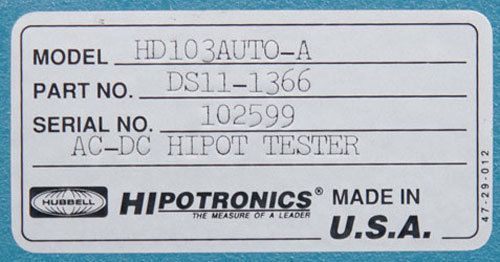 MODEL HD103AUTO-A
PART NO. DS11-1366
SERIAL NO. 102599
AC-DC HIPOT TESTER
HUBBELL HIPOTRONICS® MADE IN
THE MEASURE OF A LEADER U.S.A.
47-29-012